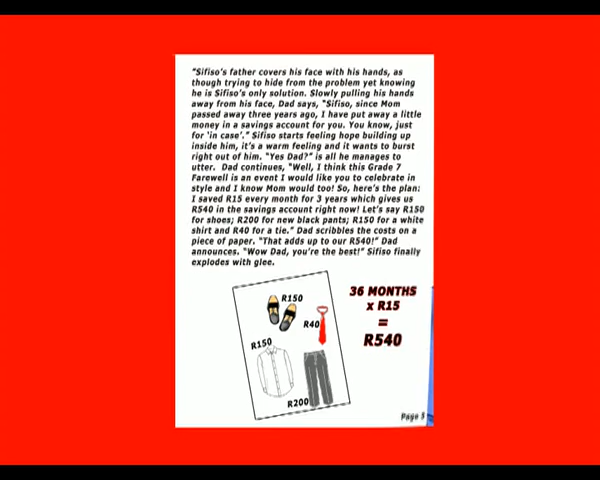 "Sifiso's father covers his face with his hands, as
though trying to hide from the problem yet knowing
he is Sifiso's only solution. Slowly pulling his hands
away from his face, Dad says, "Sifiso, since Mom
passed away three years ago, I have put away a little
money in a savings account for you. You know, just
for 'in case'." Sifiso starts feeling hope building up
inside him, it's a warm feeling and it wants to burst
right out of him. "Yes Dad?" is all he manages to
utter. Dad continues, "Well, I think this Grade 7
Farewell is an event I would like you to celebrate in
style and I know Mom would too! So, here's the plan:
I saved R15 every month for 3 years which gives us
R540 in the savings account right now! Let's say R150
for shoes; R200 for new black pants; R150 for a white
shirt and R40 for a tie." Dad scribbles the costs on a
piece of paper. "That adds up to our R540!" Dad
announces. "Wow Dad, you're the best!" Sifiso finally
explodes with glee.
R150
R40
R150
R200
36 MONTHS
x R15
=
R540
Page 5